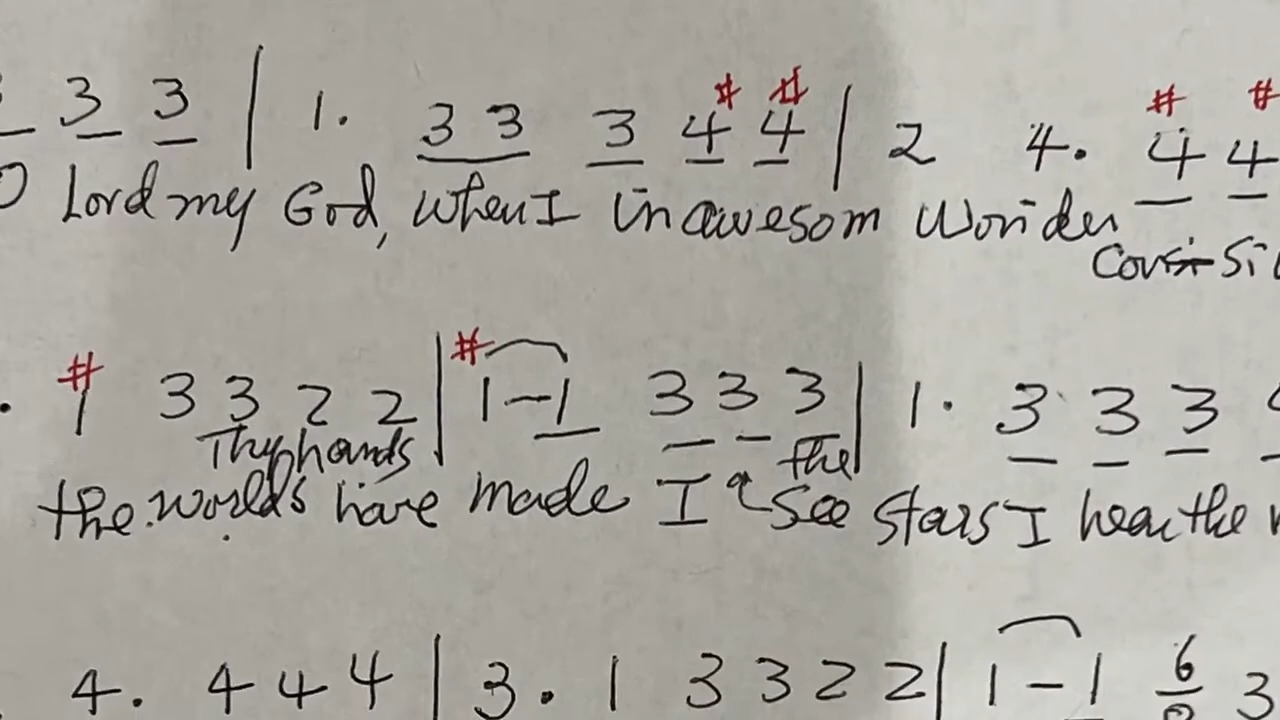 3 3 | 1. 3 3 3 4# 4# | 2 4. #4 #4
Lord my God, when I in awesom Wonder
# 1 3 3 2 2 | #1-1 3 3 3 | 1. 3 3 3
Thy hands the
the worlds have made I see stars I hear the
4. 4 4 4 | 3. 1 3 3 2 2 | 1-1 6 3